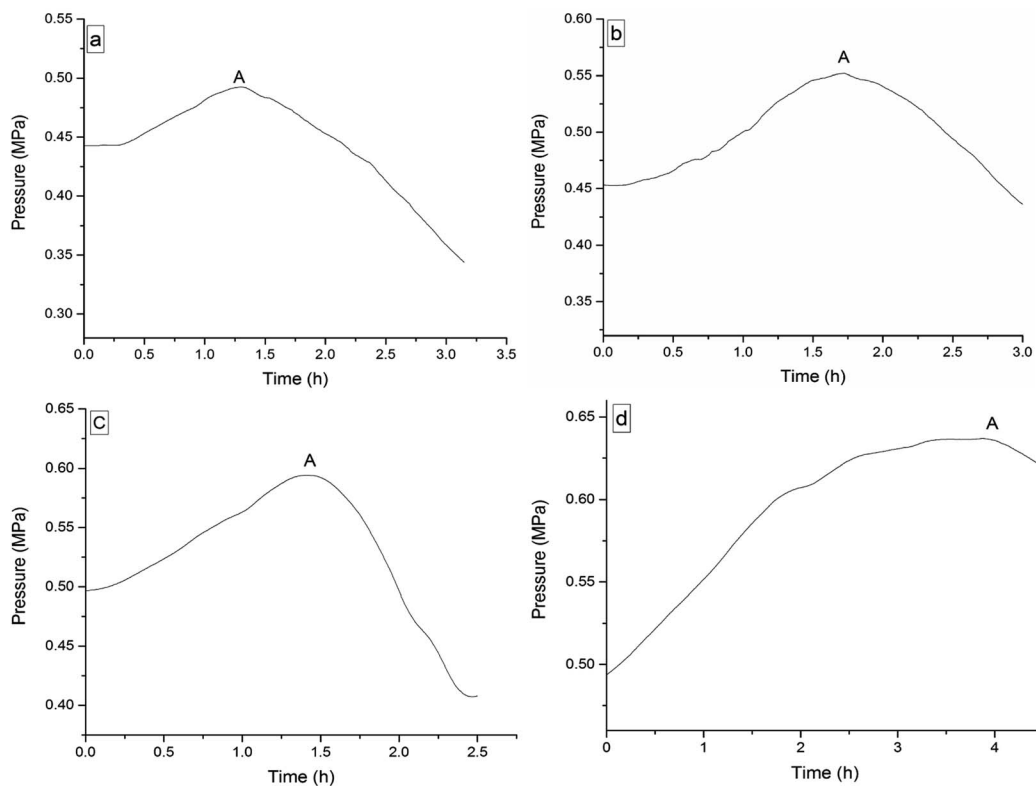 a
A
0.55
0.50
0.45
0.40
0.35
0.30
Pressure (MPa)
0.0 0.5 1.0 1.5 2.0 2.5 3.0 3.5
Time (h)
b
A
0.60
0.55
0.50
0.45
0.40
0.35
Pressure (MPa)
0.0 0.5 1.0 1.5 2.0 2.5 3.0
Time (h)
C
A
0.65
0.60
0.55
0.50
0.45
0.40
Pressure (MPa)
0.0 0.5 1.0 1.5 2.0 2.5
Time (h)
d
A
0.65
0.60
0.55
0.50
Pressure (MPa)
0 1 2 3 4
Time (h)